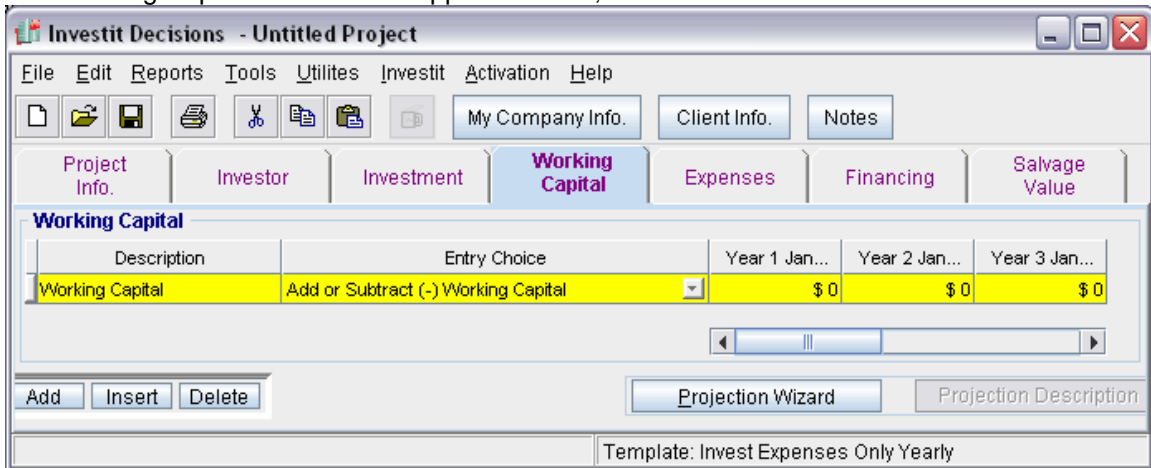 Investit Decisions - Untitled Project
File Edit Reports Tools Utilites Investit Activation Help
My Company Info. Client Info. Notes
Project Info. Investor Investment Working Capital Expenses Financing Salvage Value
Working Capital
Description Entry Choice Year 1 Jan... Year 2 Jan... Year 3 Jan...
Working Capital Add or Subtract (-) Working Capital $ 0 $ 0 $ 0
Add Insert Delete Projection Wizard Projection Description
Template: Invest Expenses Only Yearly